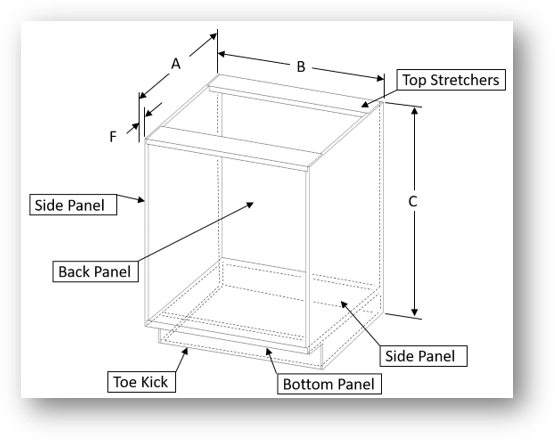 A
B
Top Stretchers
F
Side Panel
C
Back Panel
Side Panel
Toe Kick
Bottom Panel